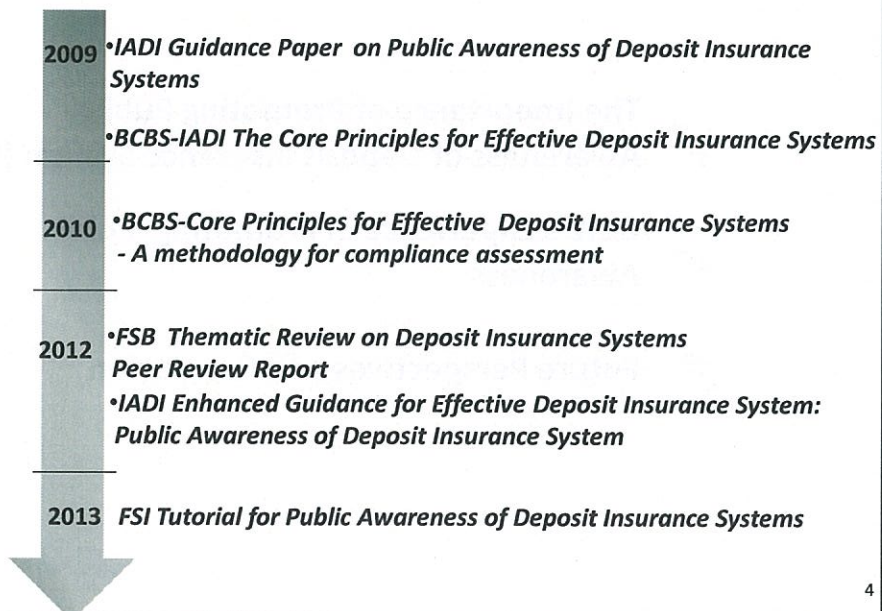 2009 •IADI Guidance Paper on Public Awareness of Deposit Insurance
Systems
•BCBS-IADI The Core Principles for Effective Deposit Insurance Systems
2010 •BCBS-Core Principles for Effective Deposit Insurance Systems
- A methodology for compliance assessment
2012 •FSB Thematic Review on Deposit Insurance Systems
Peer Review Report
•IADI Enhanced Guidance for Effective Deposit Insurance System:
Public Awareness of Deposit Insurance System
2013 FSI Tutorial for Public Awareness of Deposit Insurance Systems
4